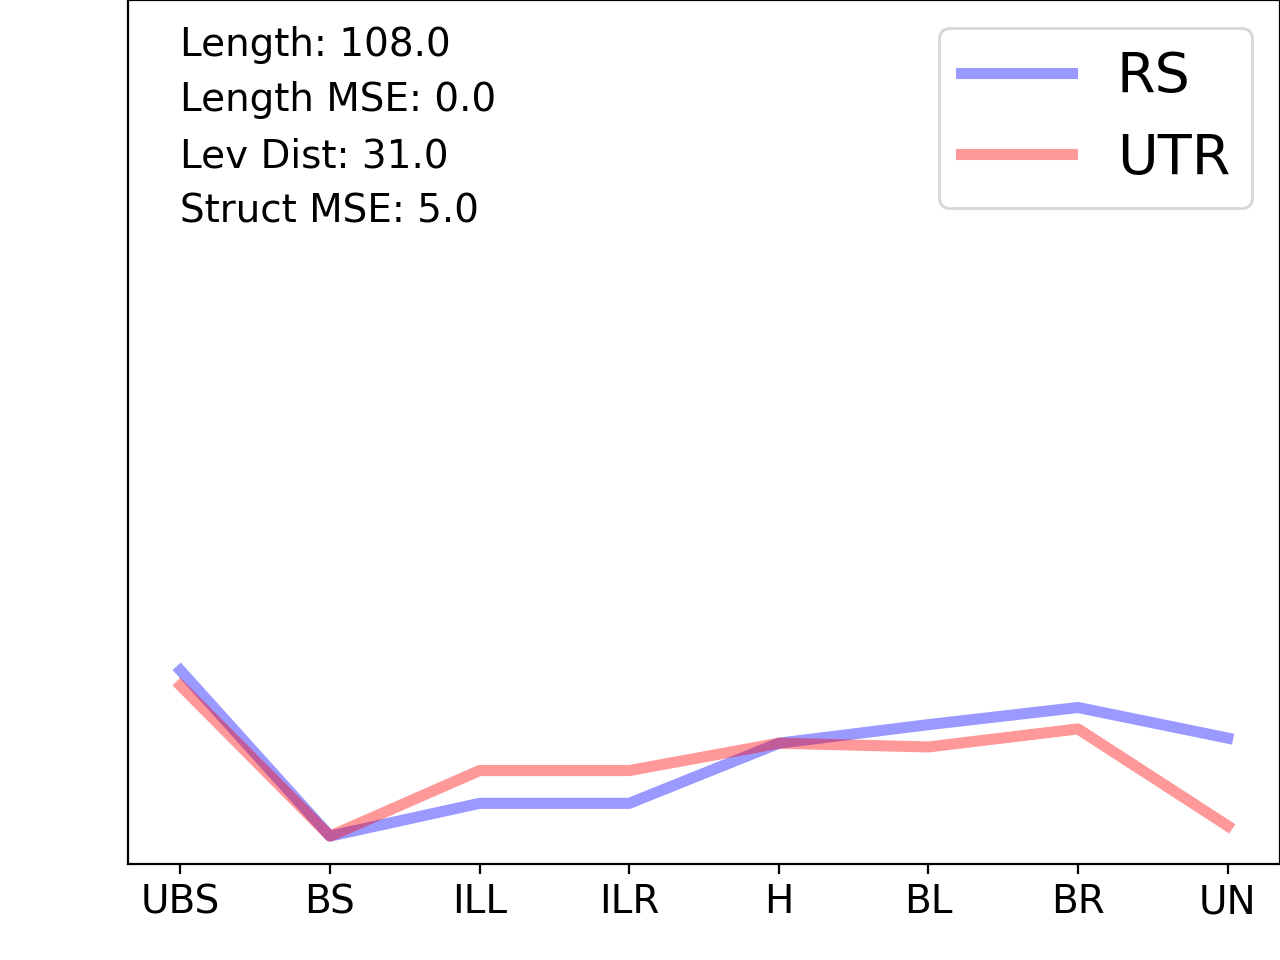 Length: 108.0
Length MSE: 0.0
Lev Dist: 31.0
Struct MSE: 5.0
RS
UTR
UBS BS ILL ILR H BL BR UN